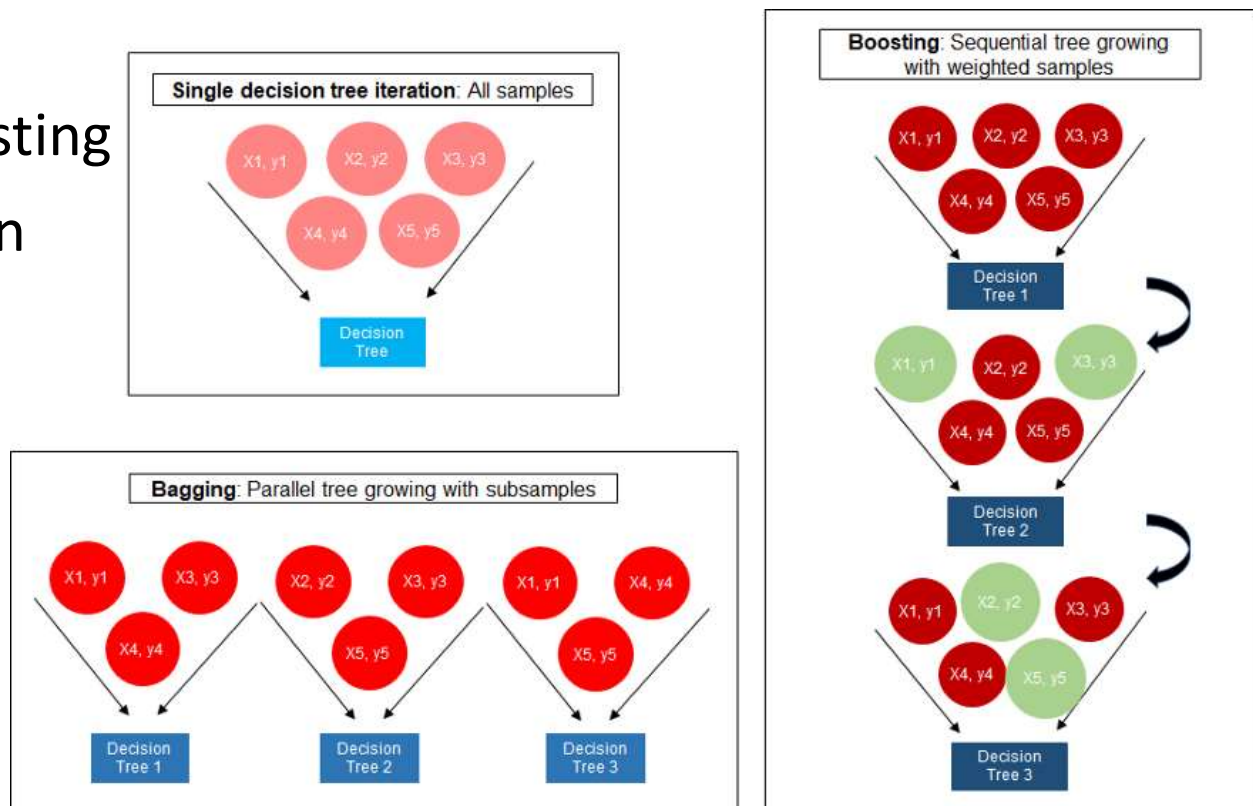 sting
n
Single decision tree iteration: All samples
X1, y1
X2, y2
X3, y3
X4, y4
X5, y5
Decision
Tree
Bagging: Parallel tree growing with subsamples
X1, y1
X3, y3
X4, y4
Decision
Tree 1
X2, y2
X3, y3
X5, y5
Decision
Tree 2
X1, y1
X4, y4
X5, y5
Decision
Tree 3
Boosting: Sequential tree growing
with weighted samples
X1, y1
X2, y2
X3, y3
X4, y4
X5, y5
Decision
Tree 1
X1, y1
X2, y2
X3, y3
X4, y4
X5, y5
Decision
Tree 2
X1, y1
X2, y2
X3, y3
X4, y4
X5, y5
Decision
Tree 3